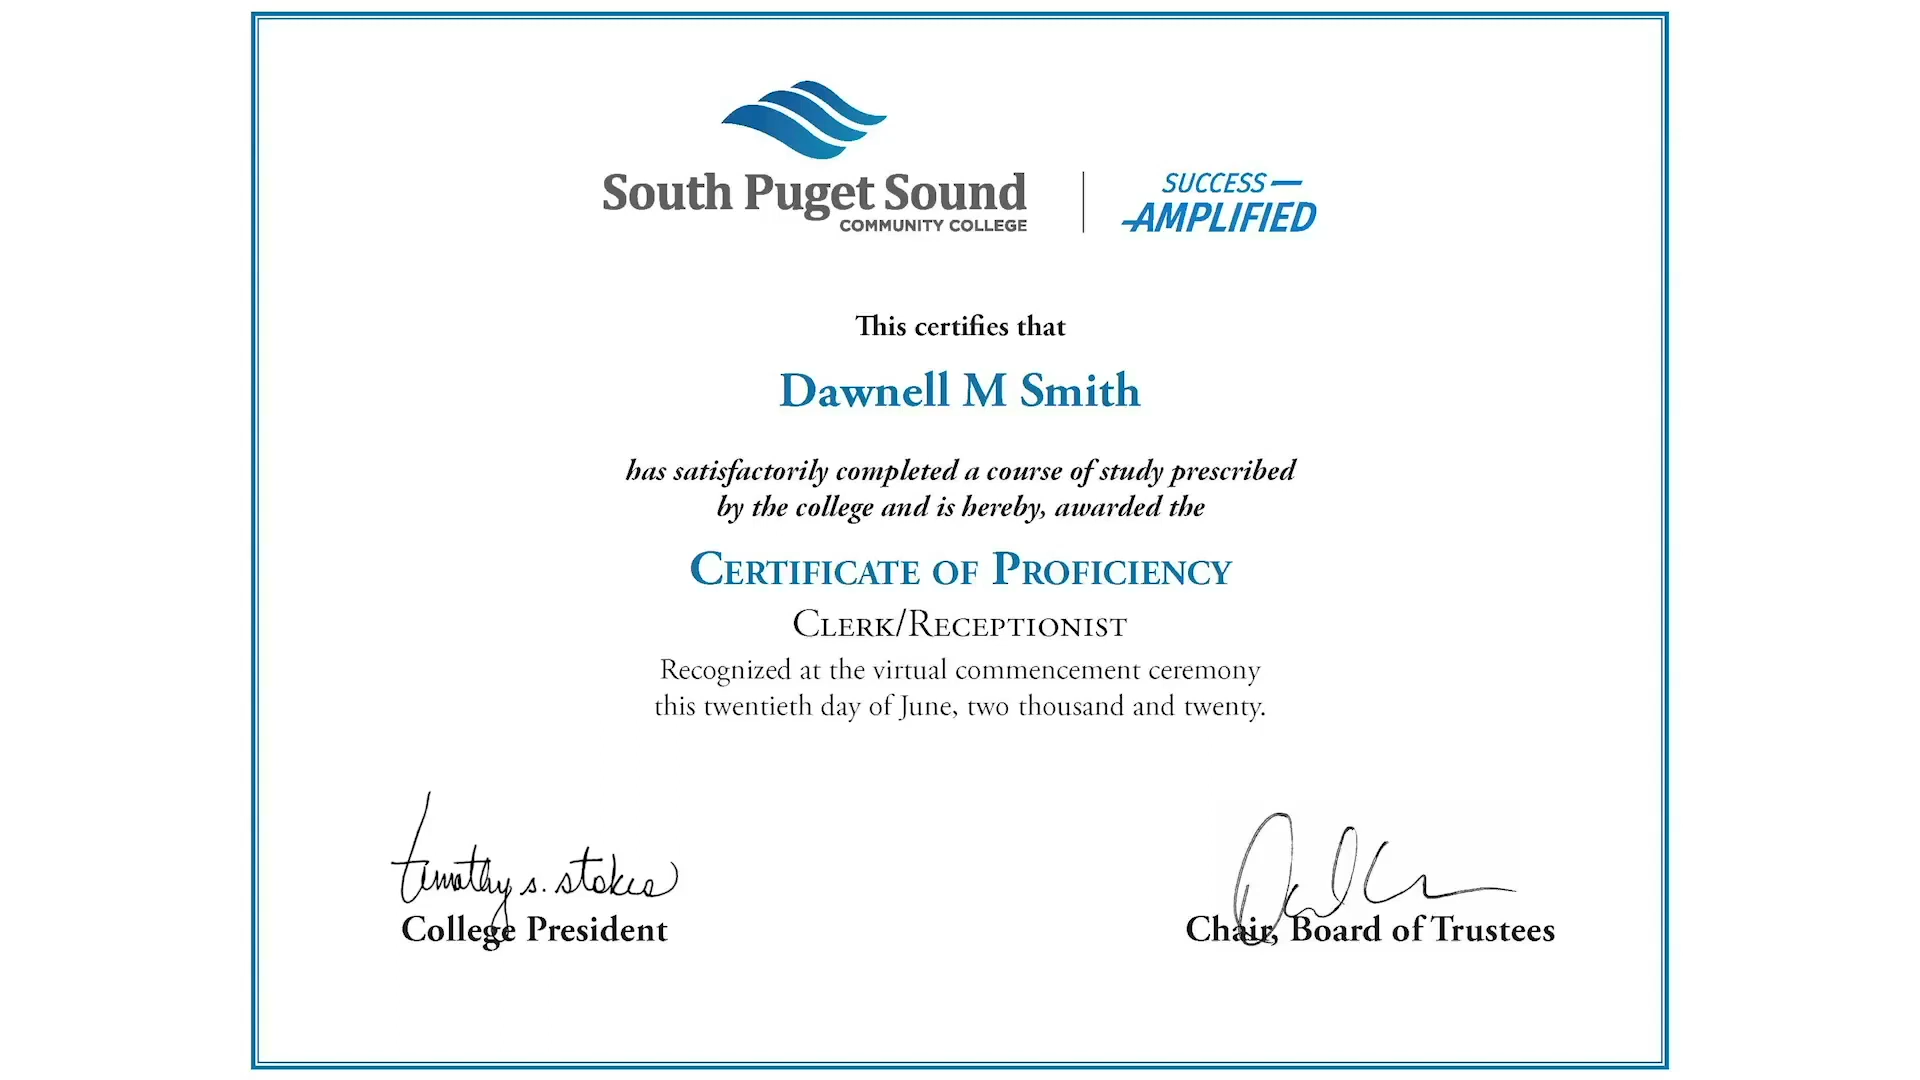 South Puget Sound
COMMUNITY COLLEGE
SUCCESS
AMPLIFIED
This certifies that
Dawnell M Smith
has satisfactorily completed a course of study prescribed
by the college and is hereby, awarded the
CERTIFICATE OF PROFICIENCY
CLERK/RECEPTIONIST
Recognized at the virtual commencement ceremony
this twentieth day of June, two thousand and twenty.
timothy s. stokes
College President
Chair, Board of Trustees